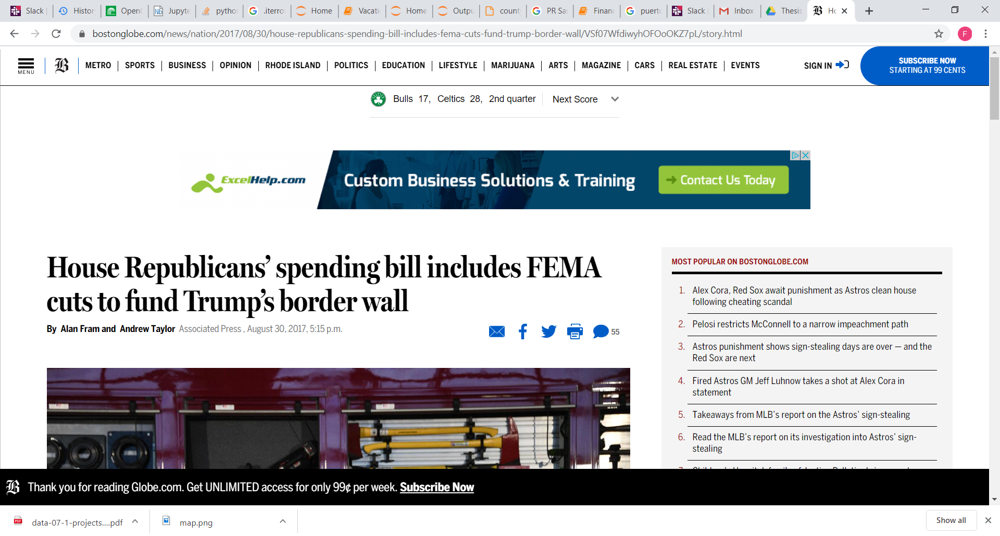 Slack Histor Open Jupyte pytho .iterro Home Vacati Home Outpu count PR Sa Financ puerto Slack Inbox Thesis Ho
bostonglobe.com/news/nation/2017/08/30/house-republicans-spending-bill-includes-fema-cuts-fund-trump-border-wall/VSf07WfdiwyhOFOoOKZ7pL/story.html F
MENU B METRO SPORTS BUSINESS OPINION RHODE ISLAND POLITICS EDUCATION LIFESTYLE MARIJUANA ARTS MAGAZINE CARS REAL ESTATE EVENTS SIGN IN
SUBSCRIBE NOW
STARTING AT 99 CENTS
Bulls 17, Celtics 28, 2nd quarter Next Score
ExcelHelp.com Custom Business Solutions & Training Contact Us Today
House Republicans’ spending bill includes FEMA
cuts to fund Trump’s border wall
By Alan Fram and Andrew Taylor Associated Press , August 30, 2017, 5:15 p.m.
55
MOST POPULAR ON BOSTONGLOBE.COM
1. Alex Cora, Red Sox await punishment as Astros clean house
following cheating scandal
2. Pelosi restricts McConnell to a narrow impeachment path
3. Astros punishment shows sign-stealing days are over — and the
Red Sox are next
4. Fired Astros GM Jeff Luhnow takes a shot at Alex Cora in
statement
5. Takeaways from MLB’s report on the Astros’ sign-stealing
6. Read the MLB’s report on its investigation into Astros’ sign-
stealing
B Thank you for reading Globe.com. Get UNLIMITED access for only 99¢ per week. Subscribe Now
PDF data-07-1-projects....pdf map.png Show all